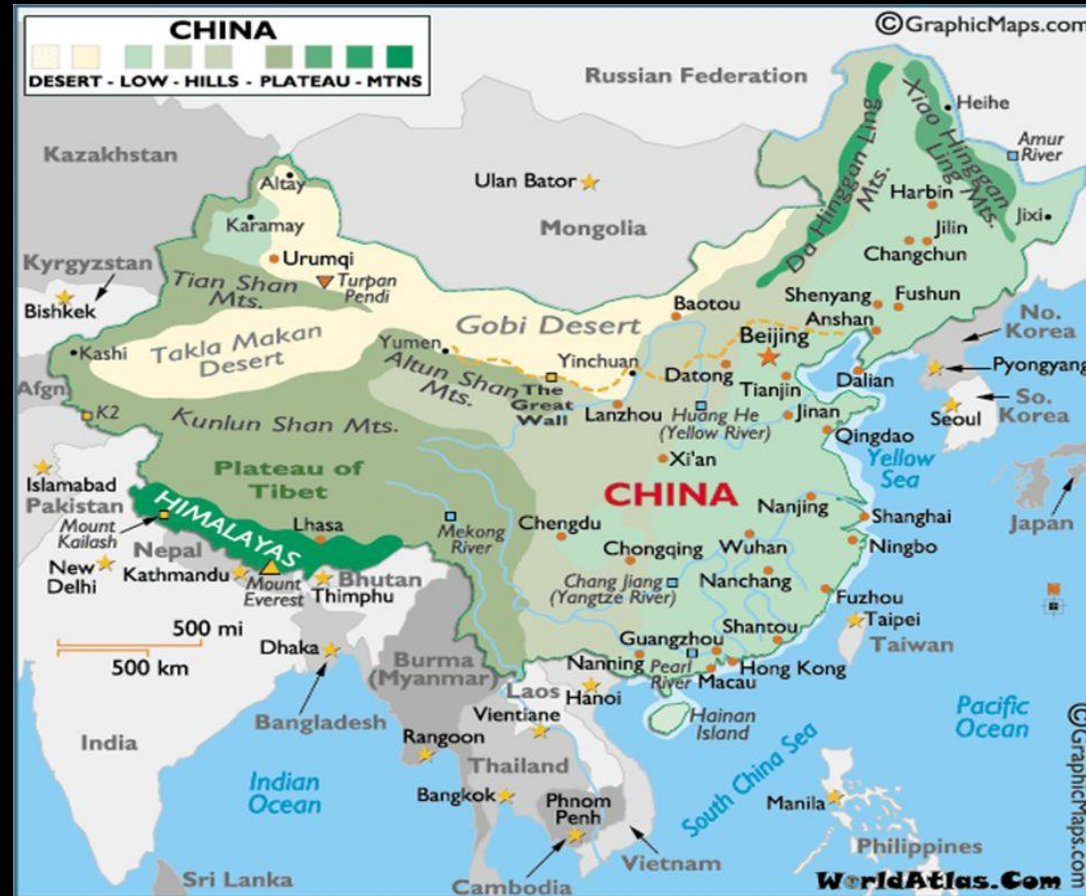 CHINA
DESERT - LOW - HILLS - PLATEAU - MTNS
©GraphicMaps.com
Russian Federation
Kazakhstan
Altay
Ulan Bator
Heihe
Amur
River
Da Hinggan Ling
Mts.
Xiao Hinggan
Ling Mts.
Karamay
Mongolia
Harbin
Jixi
Jilin
Changchun
Kyrgyzstan
Urumqi
Turpan
Pendi
Tian Shan
Mts.
Bishkek
Baotou
Shenyang
Fushun
Anshan
No.
Korea
Gobi Desert
Beijing
Takla Makan
Desert
Kashi
Yumen
Yinchuan
Altun Shan
Mts.
Datong
Tianjin
Dalian
Pyongyang
Afgn.
The
Great
Wall
Lanzhou
Huang He
(Yellow River)
Jinan
Seoul
So.
Korea
K2
Kunlun Shan Mts.
Qingdao
Xi'an
Yellow
Sea
Islamabad
Plateau of
Tibet
CHINA
Nanjing
Shanghai
Japan
Pakistan
HIMALAYAS
Mount
Kailash
Lhasa
Mekong
River
Chengdu
Wuhan
Ningbo
Nepal
Chongqing
New
Delhi
Kathmandu
Mount
Everest
Bhutan
Thimphu
Chang Jiang
(Yangtze River)
Nanchang
Fuzhou
Taipei
Taiwan
500 mi
500 km
Dhaka
Burma
(Myanmar)
Guangzhou
Shantou
Nanning
Pearl
River
Hong Kong
Macau
Laos
Hanoi
Bangladesh
Vientiane
Hainan
Island
Pacific
Ocean
India
Rangoon
Thailand
Indian
Ocean
Bangkok
Phnom
Penh
South China Sea
Manila
Vietnam
Philippines
Sri Lanka
Cambodia
WorldAtlas.Com
©GraphicMaps.com